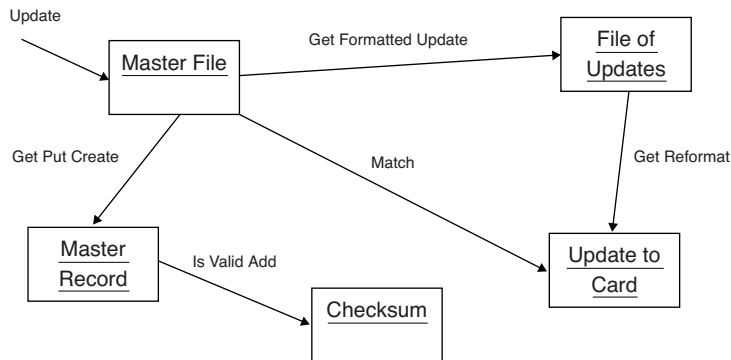 Update
Master File
Get Formatted Update
File of
Updates
Get Put Create
Match
Get Reformat
Master
Record
Is Valid Add
Update to
Card
Checksum